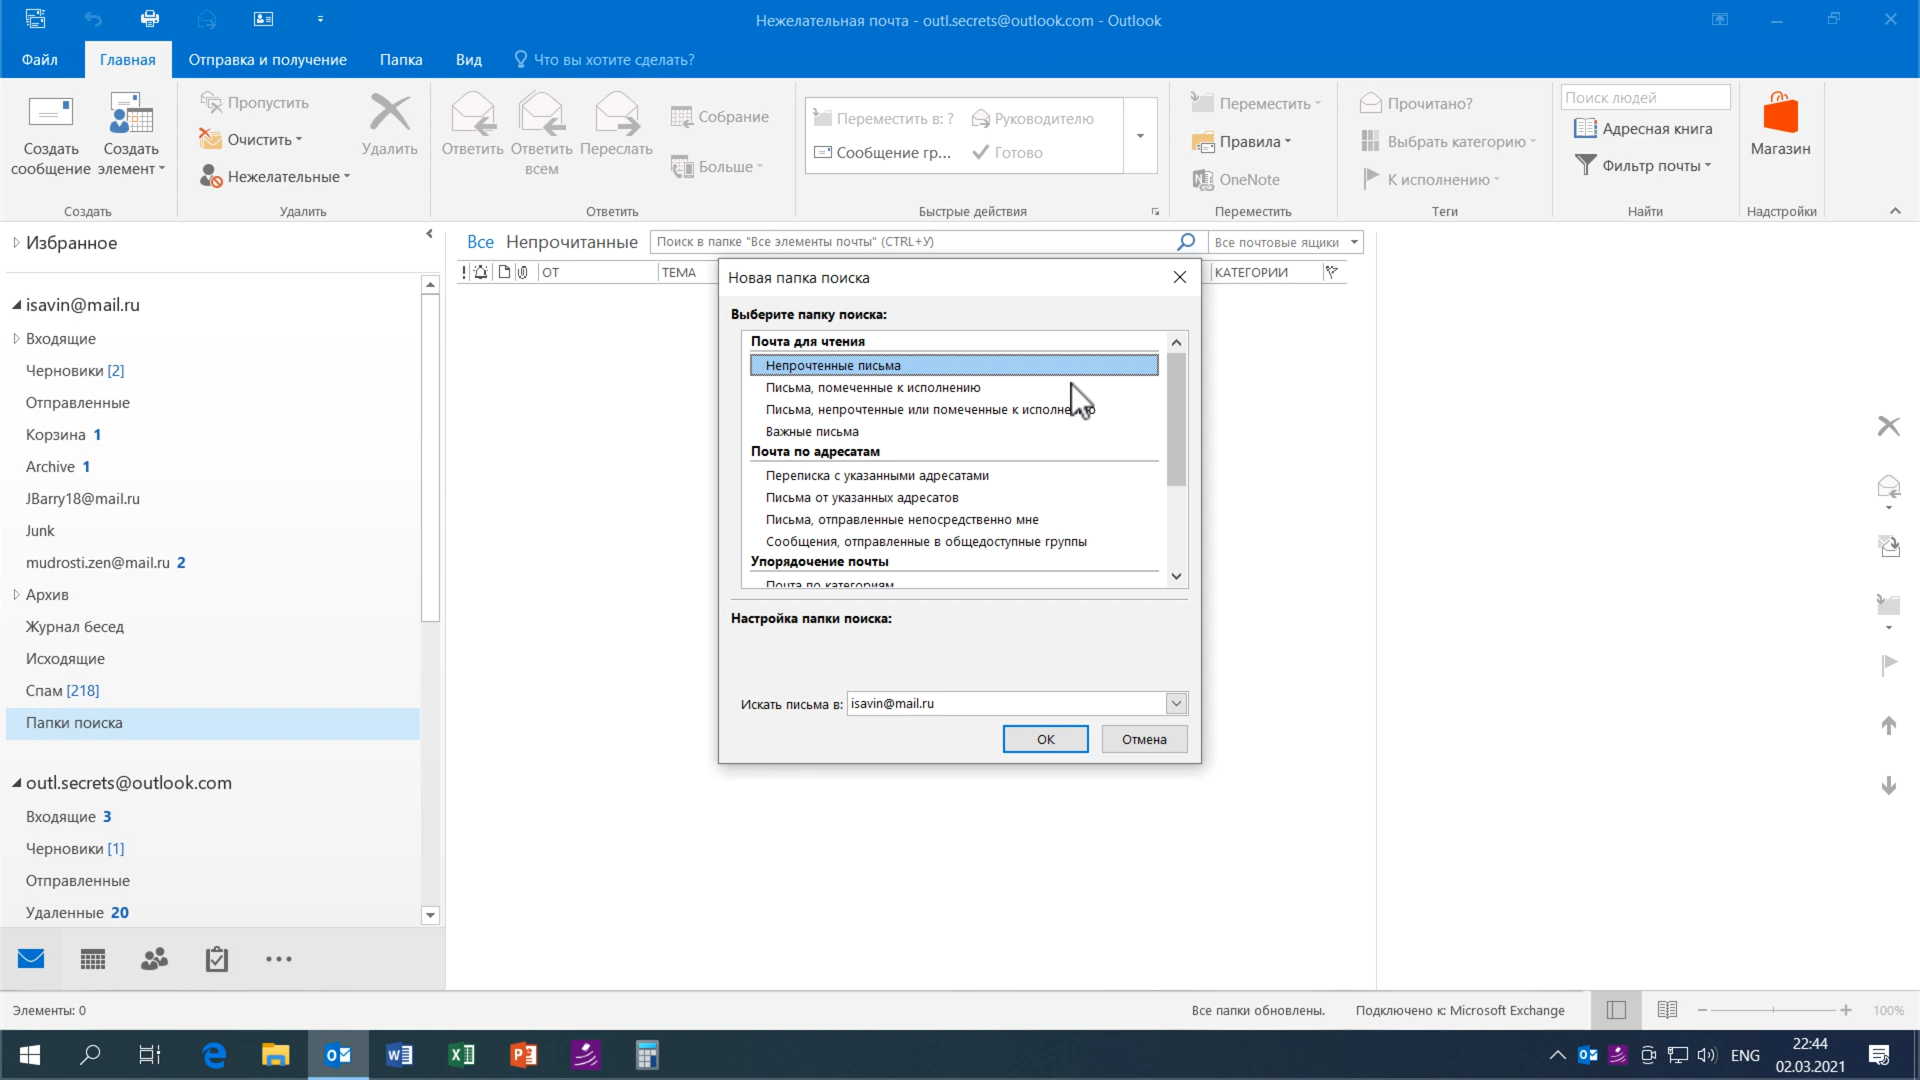 Нежелательная почта - outl.secrets@outlook.com - Outlook
Файл
Главная
Отправка и получение
Папка
Вид
Что вы хотите сделать?
Создать сообщение
Создать элемент
Создать
Пропустить
Очистить
Нежелательные
Удалить
Удалить
Ответить
Ответить всем
Переслать
Собрание
Больше
Ответить
Переместить в: ?
Руководителю
Сообщение гр...
Готово
Быстрые действия
Переместить
Правила
OneNote
Переместить
Прочитано?
Выбрать категорию
К исполнению
Теги
Поиск людей
Адресная книга
Фильтр почты
Найти
Магазин
Надстройки
Избранное
isavin@mail.ru
Входящие
Черновики [2]
Отправленные
Корзина 1
Archive 1
JBarry18@mail.ru
Junk
mudrosti.zen@mail.ru 2
Архив
Журнал бесед
Исходящие
Спам [218]
Папки поиска
outl.secrets@outlook.com
Входящие 3
Черновики [1]
Отправленные
Удаленные 20
Все
Непрочитанные
Поиск в папке "Все элементы почты" (CTRL+У)
Все почтовые ящики
ОТ
ТЕМА
КАТЕГОРИИ
Новая папка поиска
Выберите папку поиска:
Почта для чтения
Непрочтенные письма
Письма, помеченные к исполнению
Письма, непрочтенные или помеченные к исполнению
Важные письма
Почта по адресатам
Переписка с указанными адресатами
Письма от указанных адресатов
Письма, отправленные непосредственно мне
Сообщения, отправленные в общедоступные группы
Упорядочение почты
Почта по категориям
Настройка папки поиска:
Искать письма в: isavin@mail.ru
ОК
Отмена
Элементы: 0
Все папки обновлены.
Подключено к: Microsoft Exchange
100%
ENG
22:44
02.03.2021